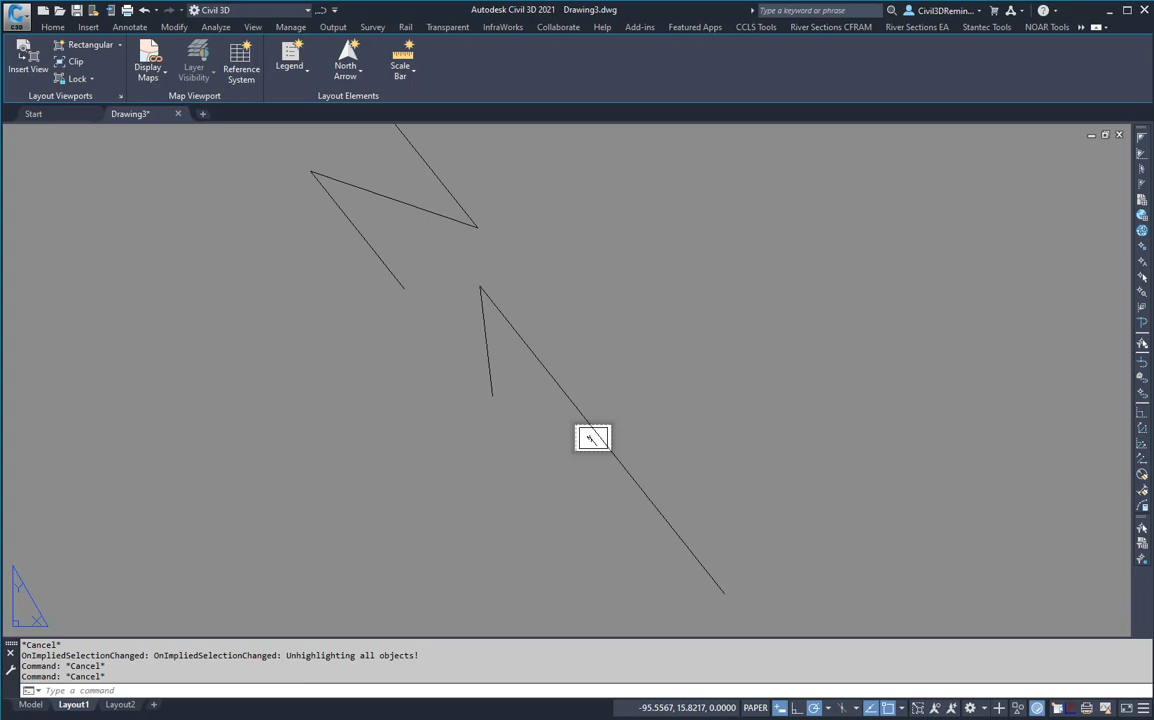 C3D
Civil 3D
Autodesk Civil 3D 2021 Drawing3.dwg
Type a keyword or phrase
Civil3DRemin...
Home Insert Annotate Modify Analyze View Manage Output Survey Rail Transparent InfraWorks Collaborate Help Add-ins Featured Apps River Sections CFRAM River Sections EA Stantec Tools NOAR Tools
Insert View
Rectangular
Clip
Lock
Layout Viewports
Display Maps
Layer Visibility
Reference System
Map Viewport
Legend
North Arrow
Scale Bar
Layout Elements
Start
Drawing3*
Y
X
*Cancel*
OnImpliedSelectionChanged: OnImpliedSelectionChanged: Unhighlighting all objects!
Command: *Cancel*
Command: *Cancel*
Type a command
Model Layout1 Layout2
-95.5567, 15.8217, 0.0000 PAPER